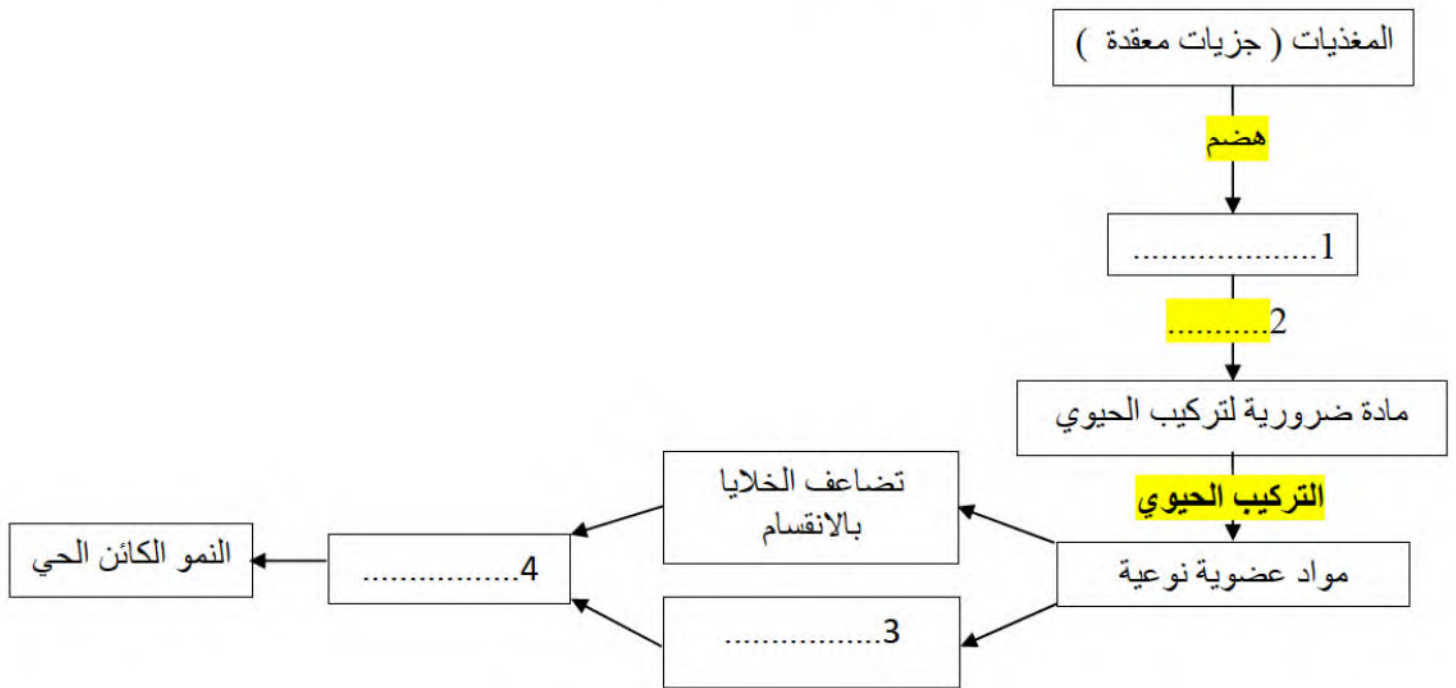 المغذيات ( جزيات معقدة )
هضم
1.....................
2...........
مادة ضرورية لتركيب الحيوي
التركيب الحيوي
مواد عضوية نوعية
تضاعف الخلايا
بالانقسام
3.................
4.................
النمو الكائن الحي